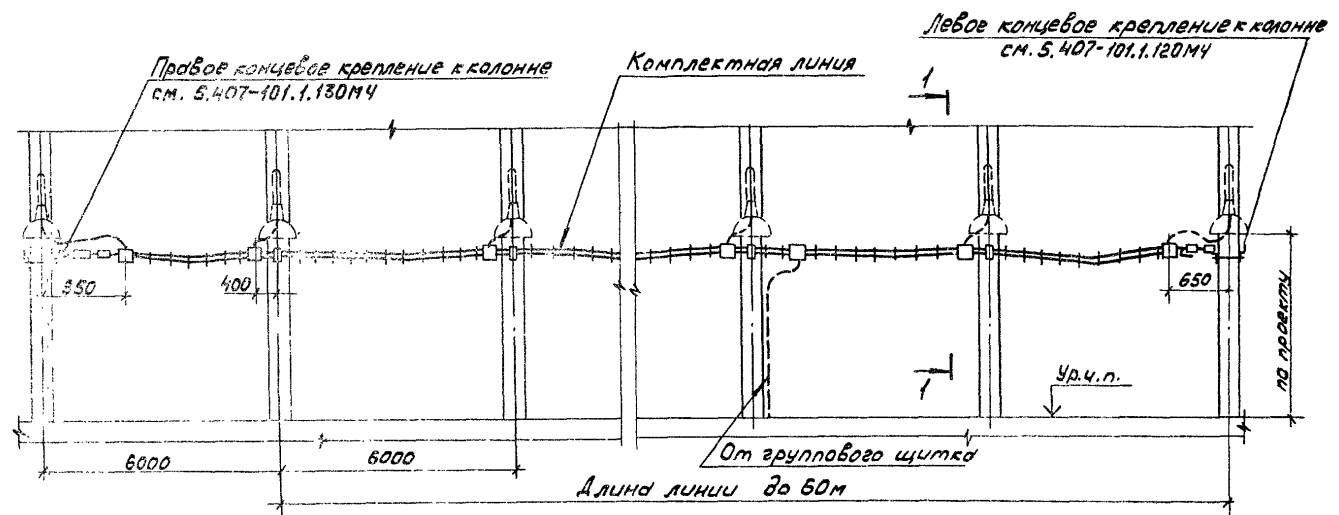 Левое концевое крепление к колонне
см. 5.407-101.1.120МЧ
Правое концевое крепление к колонне
см. 5.407-101.1.130МЧ
Комплектная линия
1
350
400
650
по проекту
1
Ур.ч.п.
6000
6000
От группового щитка
Длина линии до 60м